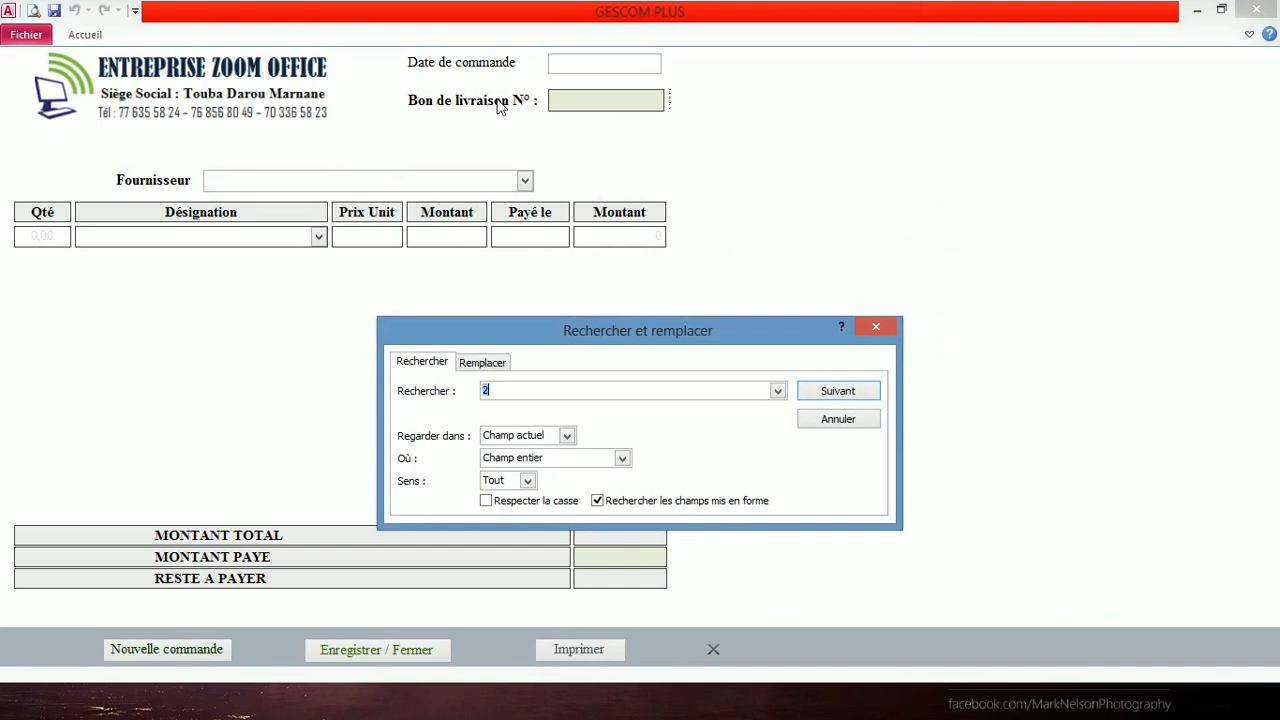 GESCOM PLUS
Fichier Accueil
ENTREPRISE ZOOM OFFICE
Siège Social : Touba Darou Marnane
Tél : 77 635 58 24 – 76 856 80 49 – 70 336 58 23
Date de commande
Bon de livraison N° :
Fournisseur
Qté Désignation Prix Unit Montant Payé le Montant
0,00 0
Rechercher et remplacer
?
Rechercher Remplacer
Rechercher : 2 Suivant
Annuler
Regarder dans : Champ actuel
Où : Champ entier
Sens : Tout
Respecter la casse Rechercher les champs mis en forme
MONTANT TOTAL
MONTANT PAYE
RESTE A PAYER
Nouvelle commande Enregistrer / Fermer Imprimer
facebook.com/MarkNelsonPhotography